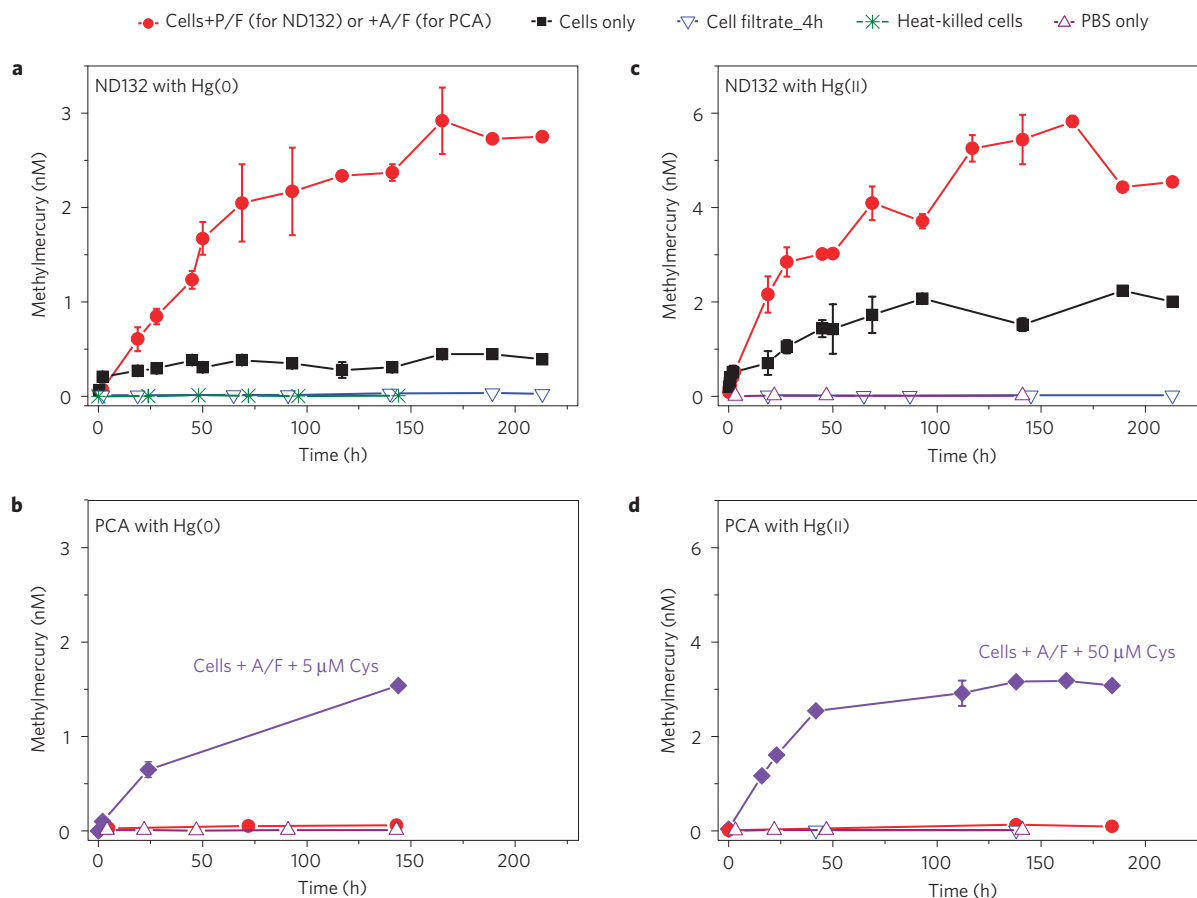 Cells+P/F (for ND132) or +A/F (for PCA) Cells only Cell filtrate_4h Heat-killed cells PBS only
a
ND132 with Hg(0)
3
2
1
0
Methylmercury (nM)
0 50 100 150 200
Time (h)
c
ND132 with Hg(II)
6
4
2
0
Methylmercury (nM)
0 50 100 150 200
Time (h)
b
PCA with Hg(0)
3
2
1
0
Methylmercury (nM)
Cells + A/F + 5 μM Cys
0 50 100 150 200
Time (h)
d
PCA with Hg(II)
6
4
2
0
Methylmercury (nM)
Cells + A/F + 50 μM Cys
0 50 100 150 200
Time (h)